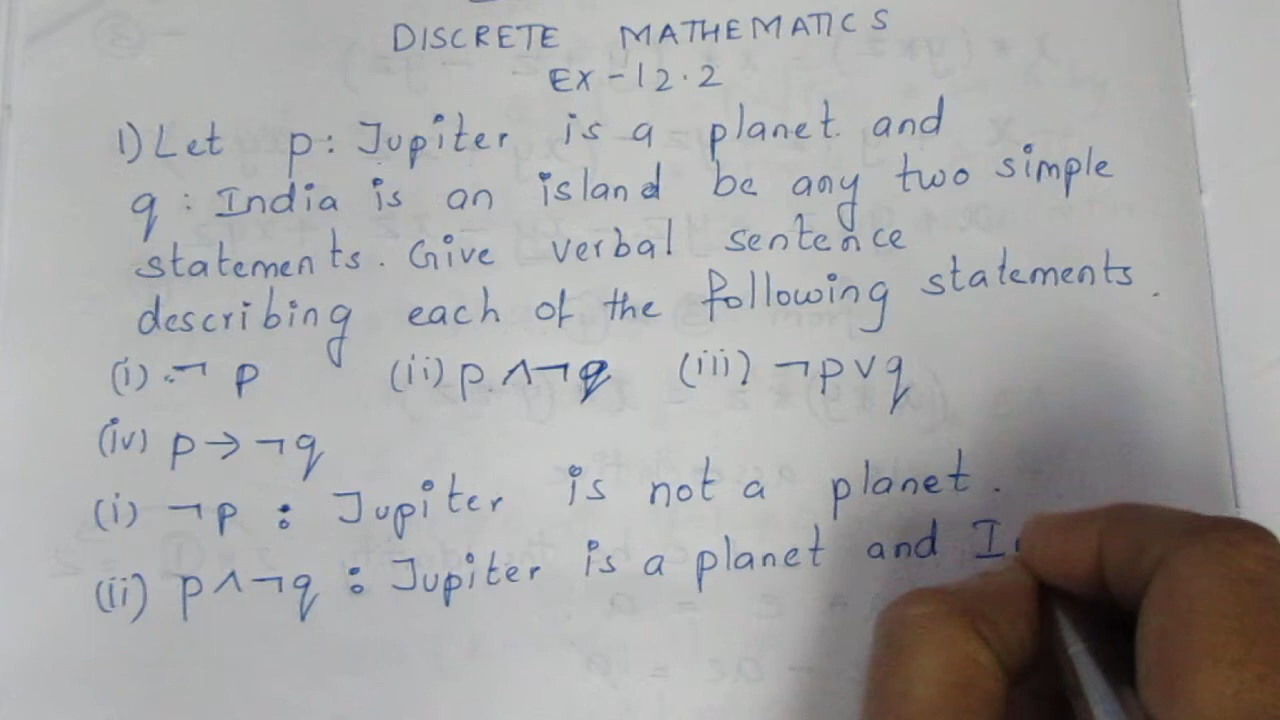 DISCRETE MATHEMATICS
EX-12.2
1) Let p: Jupiter is a planet. and
q: India is an island be any two simple
statements. Give verbal sentence
describing each of the following statements.
(i) ¬p (ii) p ∧ ¬q (iii) ¬p ∨ q
(iv) p → ¬q
(i) ¬p : Jupiter is not a planet.
(ii) p ∧ ¬q : Jupiter is a planet and